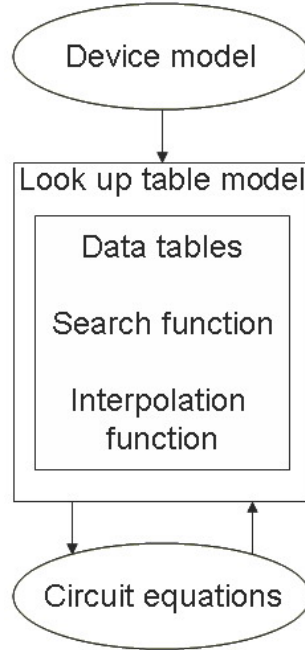 Device model
Look up table model
Data tables
Search function
Interpolation
function
Circuit equations